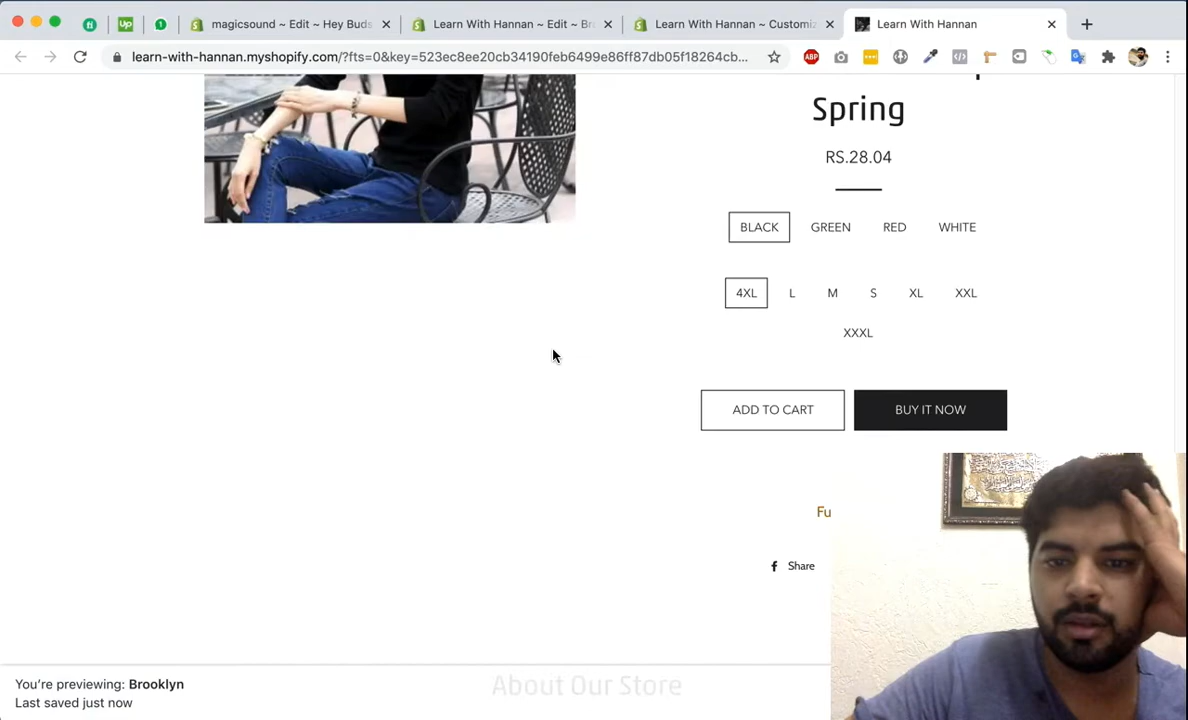 magicsound ~ Edit ~ Hey Buds
Learn With Hannan ~ Edit ~ Br
Learn With Hannan ~ Customiz
Learn With Hannan
learn-with-hannan.myshopify.com/?fts=0&key=523ec8ee20cb34190feb6499e86ff87db05f18264cb...
Spring
RS.28.04
BLACK GREEN RED WHITE
4XL L M S XL XXL
XXXL
ADD TO CART BUY IT NOW
Fu
Share
You're previewing: Brooklyn
Last saved just now
About Our Store